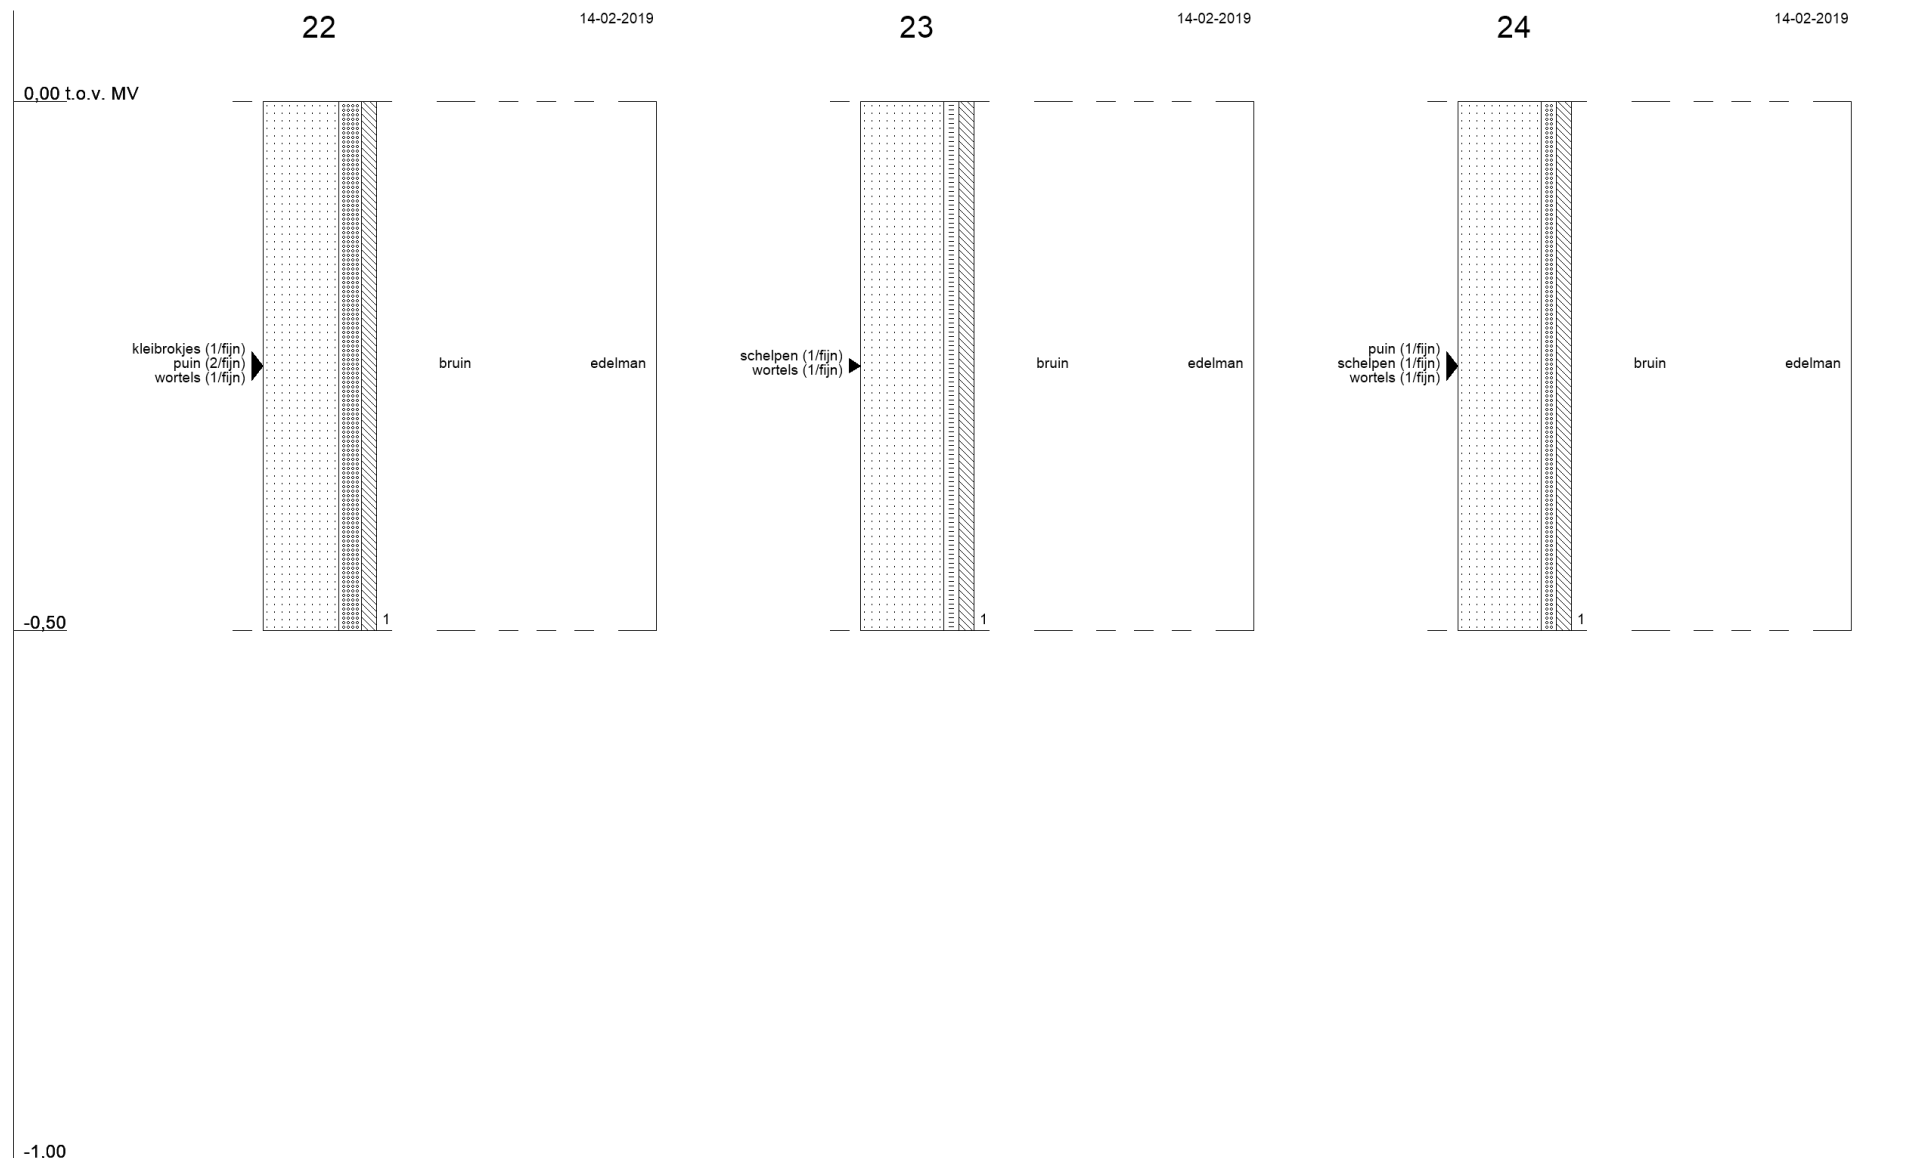 22
14-02-2019
23
14-02-2019
24
14-02-2019
0,00 t.o.v. MV
kleibrokjes (1/fijn)
puin (2/fijn)
wortels (1/fijn)
bruin
edelman
1
schelpen (1/fijn)
wortels (1/fijn)
bruin
edelman
1
puin (1/fijn)
schelpen (1/fijn)
wortels (1/fijn)
bruin
edelman
1
-0,50
-1,00